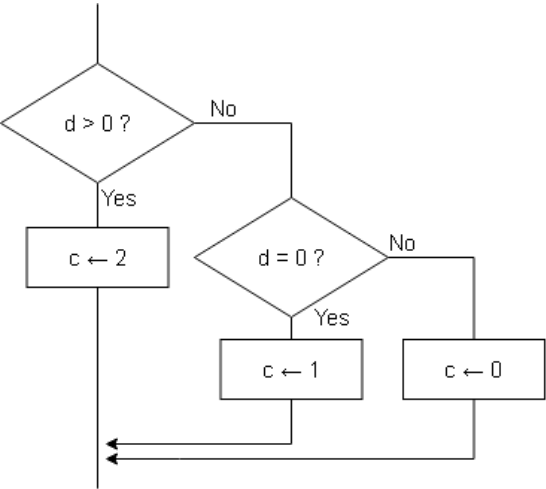 No
d > 0 ?
Yes
No
c ← 2
d = 0 ?
Yes
c ← 1
c ← 0